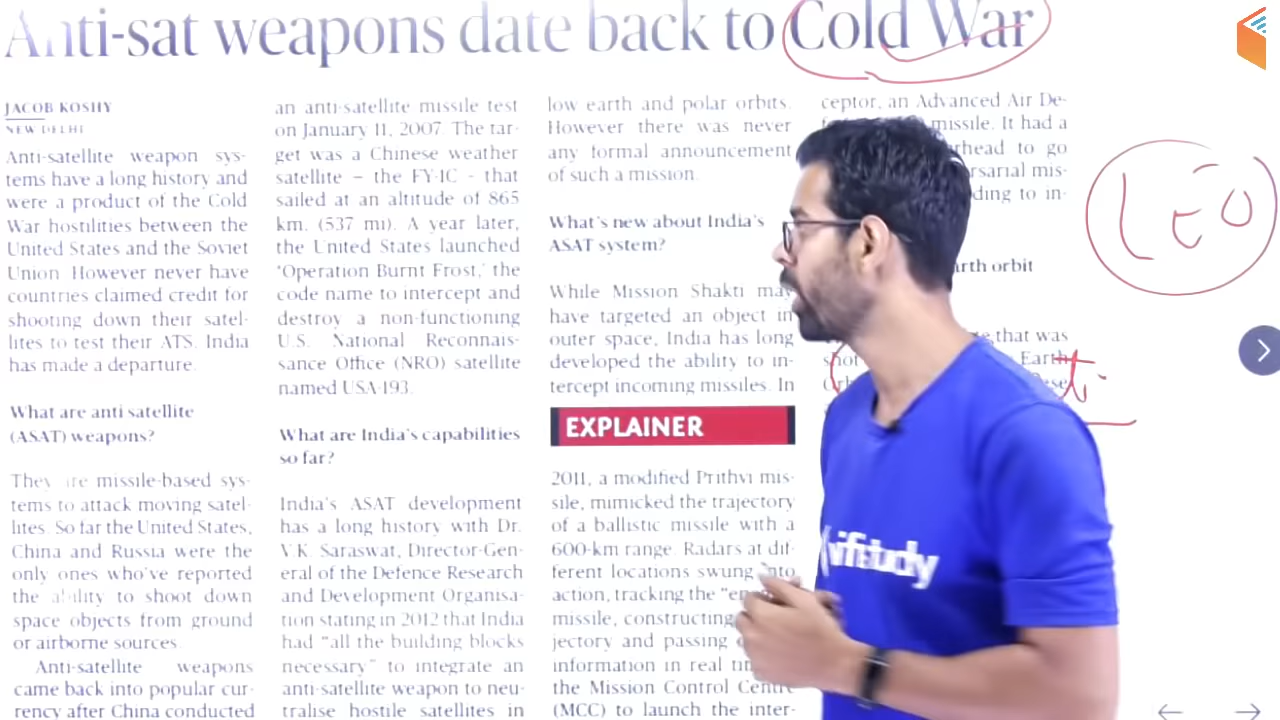 Anti-sat weapons date back to Cold War
JACOB KOSHY
NEW DELHI
Anti-satellite weapon sys-
tems have a long history and
were a product of the Cold
War hostilities between the
United States and the Soviet
Union. However never have
countries claimed credit for
shooting down their satel-
lites to test their ATS. India
has made a departure.
What are anti satellite
(ASAT) weapons?
They are missile-based sys-
tems to attack moving satel-
lites. So far the United States,
China and Russia were the
only ones who've reported
the ability to shoot down
space objects from ground
or airborne sources.
Anti-satellite weapons
came back into popular cur-
rency after China conducted
an anti-satellite missile test
on January 11, 2007. The tar-
get was a Chinese weather
satellite – the FY-1C - that
sailed at an altitude of 865
km. (537 mi). A year later,
the United States launched
'Operation Burnt Frost,' the
code name to intercept and
destroy a non-functioning
U.S. National Reconnais-
sance Office (NRO) satellite
named USA-193.
What are India's capabilities
so far?
India's ASAT development
has a long history with Dr.
V.K. Saraswat, Director-Gen-
eral of the Defence Research
and Development Organisa-
tion stating in 2012 that India
had "all the building blocks
necessary" to integrate an
anti-satellite weapon to neu-
tralise hostile satellites in
low earth and polar orbits.
However there was never
any formal announcement
of such a mission.
What's new about India's
ASAT system?
While Mission Shakti may
have targeted an object in
outer space, India has long
developed the ability to in-
tercept incoming missiles. In
EXPLAINER
2011, a modified Prithvi mis-
sile, mimicked the trajectory
of a ballistic missile with a
600-km range. Radars at dif-
ferent locations swung into
action, tracking the
missile, constructing
jectory and passing
information in real
the Mission Control Centre
(MCC) to launch the inter-
ceptor, an Advanced Air De-
missile. It had a
to go
mis-
to in-
orbit
that was
Earth
LEO
ti
wifistudy